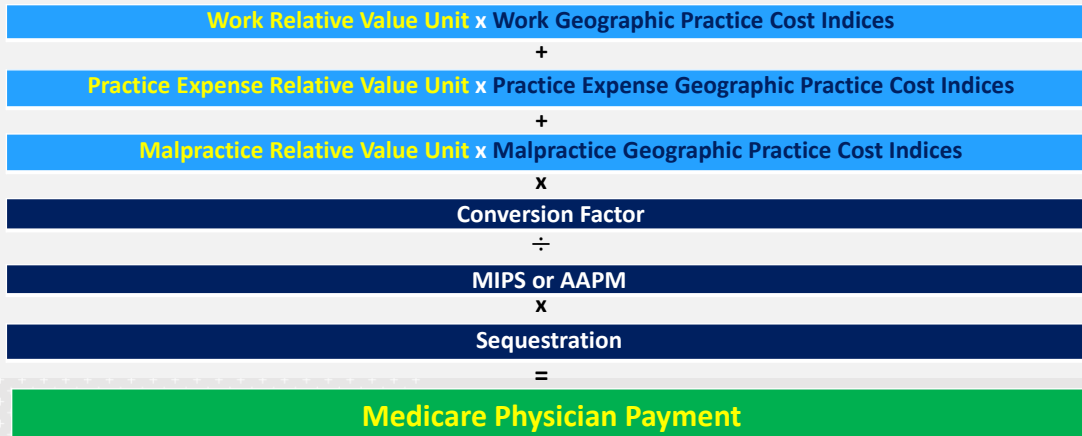 Work Relative Value Unit x Work Geographic Practice Cost Indices
+
Practice Expense Relative Value Unit x Practice Expense Geographic Practice Cost Indices
+
Malpractice Relative Value Unit x Malpractice Geographic Practice Cost Indices
x
Conversion Factor
÷
MIPS or AAPM
x
Sequestration
=
Medicare Physician Payment